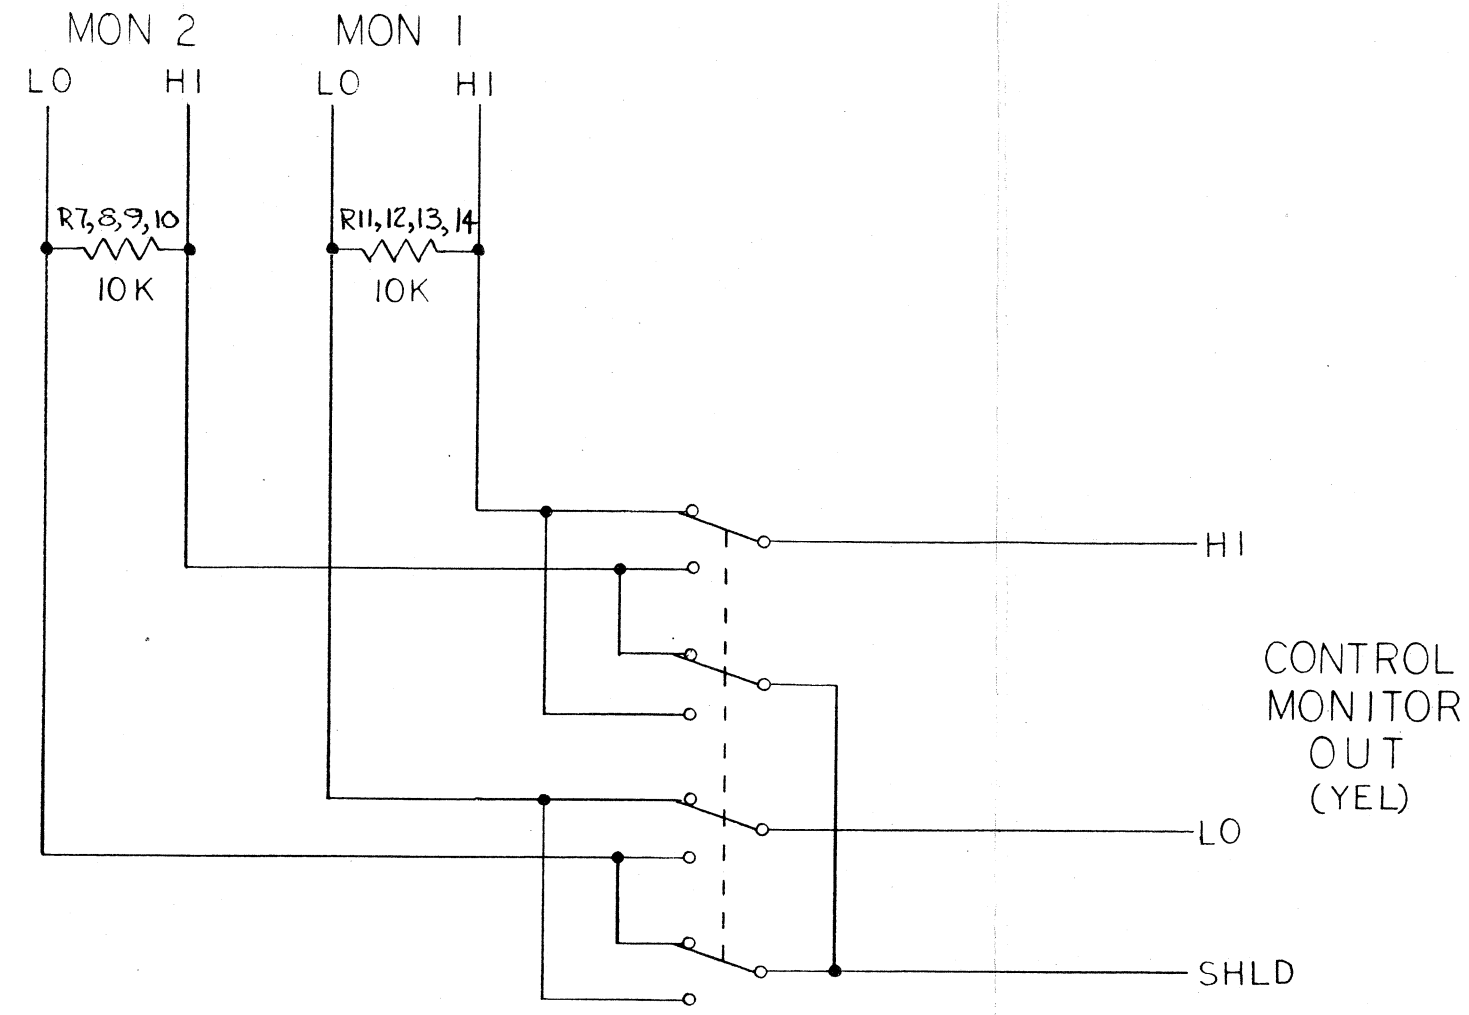 MON 2 MON 1
LO HI LO HI
R7,8,9,10 R11,12,13,14
10K 10K
HI
CONTROL
MONITOR
OUT
(YEL)
LO
SHLD